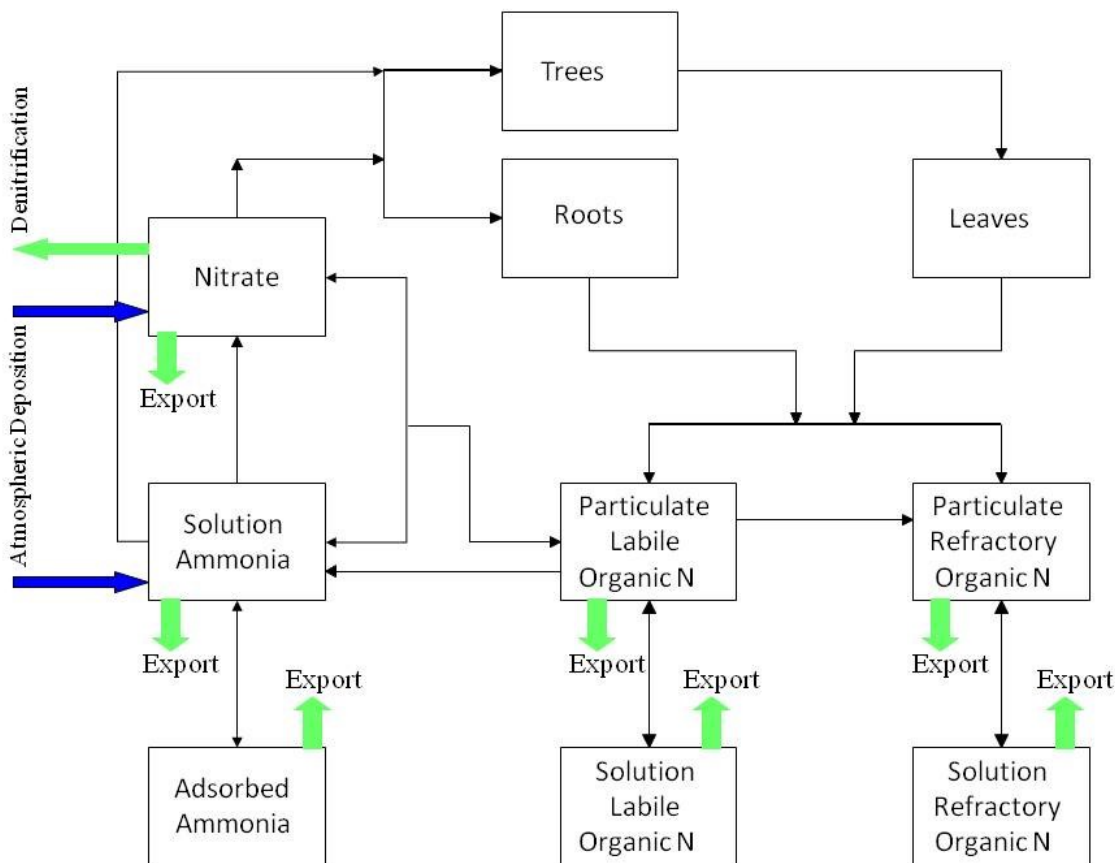 Trees
Denitrification
Roots
Leaves
Nitrate
Atmospheric Deposition
Export
Solution
Ammonia
Particulate
Labile
Organic N
Particulate
Refractory
Organic N
Export
Export
Export
Export
Export
Export
Adsorbed
Ammonia
Solution
Labile
Organic N
Solution
Refractory
Organic N